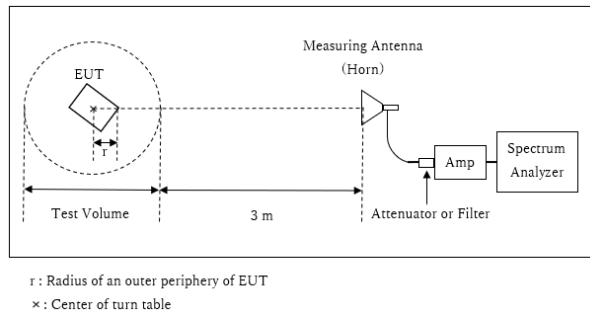 Measuring Antenna
(Horn)
EUT
×
r
Amp
Spectrum
Analyzer
Test Volume
3 m
Attenuator or Filter
r : Radius of an outer periphery of EUT
× : Center of turn table